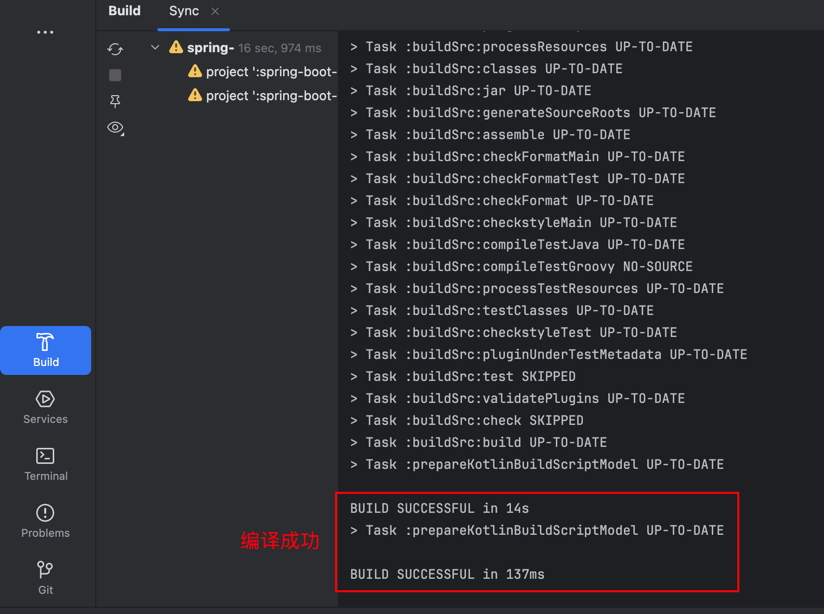 Build Sync
spring- 16 sec, 974 ms
project ':spring-boot-
project ':spring-boot-
> Task :buildSrc:processResources UP-TO-DATE
> Task :buildSrc:classes UP-TO-DATE
> Task :buildSrc:jar UP-TO-DATE
> Task :buildSrc:generateSourceRoots UP-TO-DATE
> Task :buildSrc:assemble UP-TO-DATE
> Task :buildSrc:checkFormatMain UP-TO-DATE
> Task :buildSrc:checkFormatTest UP-TO-DATE
> Task :buildSrc:checkFormat UP-TO-DATE
> Task :buildSrc:checkstyleMain UP-TO-DATE
> Task :buildSrc:compileTestJava UP-TO-DATE
> Task :buildSrc:compileTestGroovy NO-SOURCE
> Task :buildSrc:processTestResources UP-TO-DATE
> Task :buildSrc:testClasses UP-TO-DATE
> Task :buildSrc:checkstyleTest UP-TO-DATE
> Task :buildSrc:pluginUnderTestMetadata UP-TO-DATE
> Task :buildSrc:test SKIPPED
> Task :buildSrc:validatePlugins UP-TO-DATE
> Task :buildSrc:check SKIPPED
> Task :buildSrc:build UP-TO-DATE
> Task :prepareKotlinBuildScriptModel UP-TO-DATE
BUILD SUCCESSFUL in 14s
> Task :prepareKotlinBuildScriptModel UP-TO-DATE
BUILD SUCCESSFUL in 137ms
编译成功
Build
Services
Terminal
Problems
Git